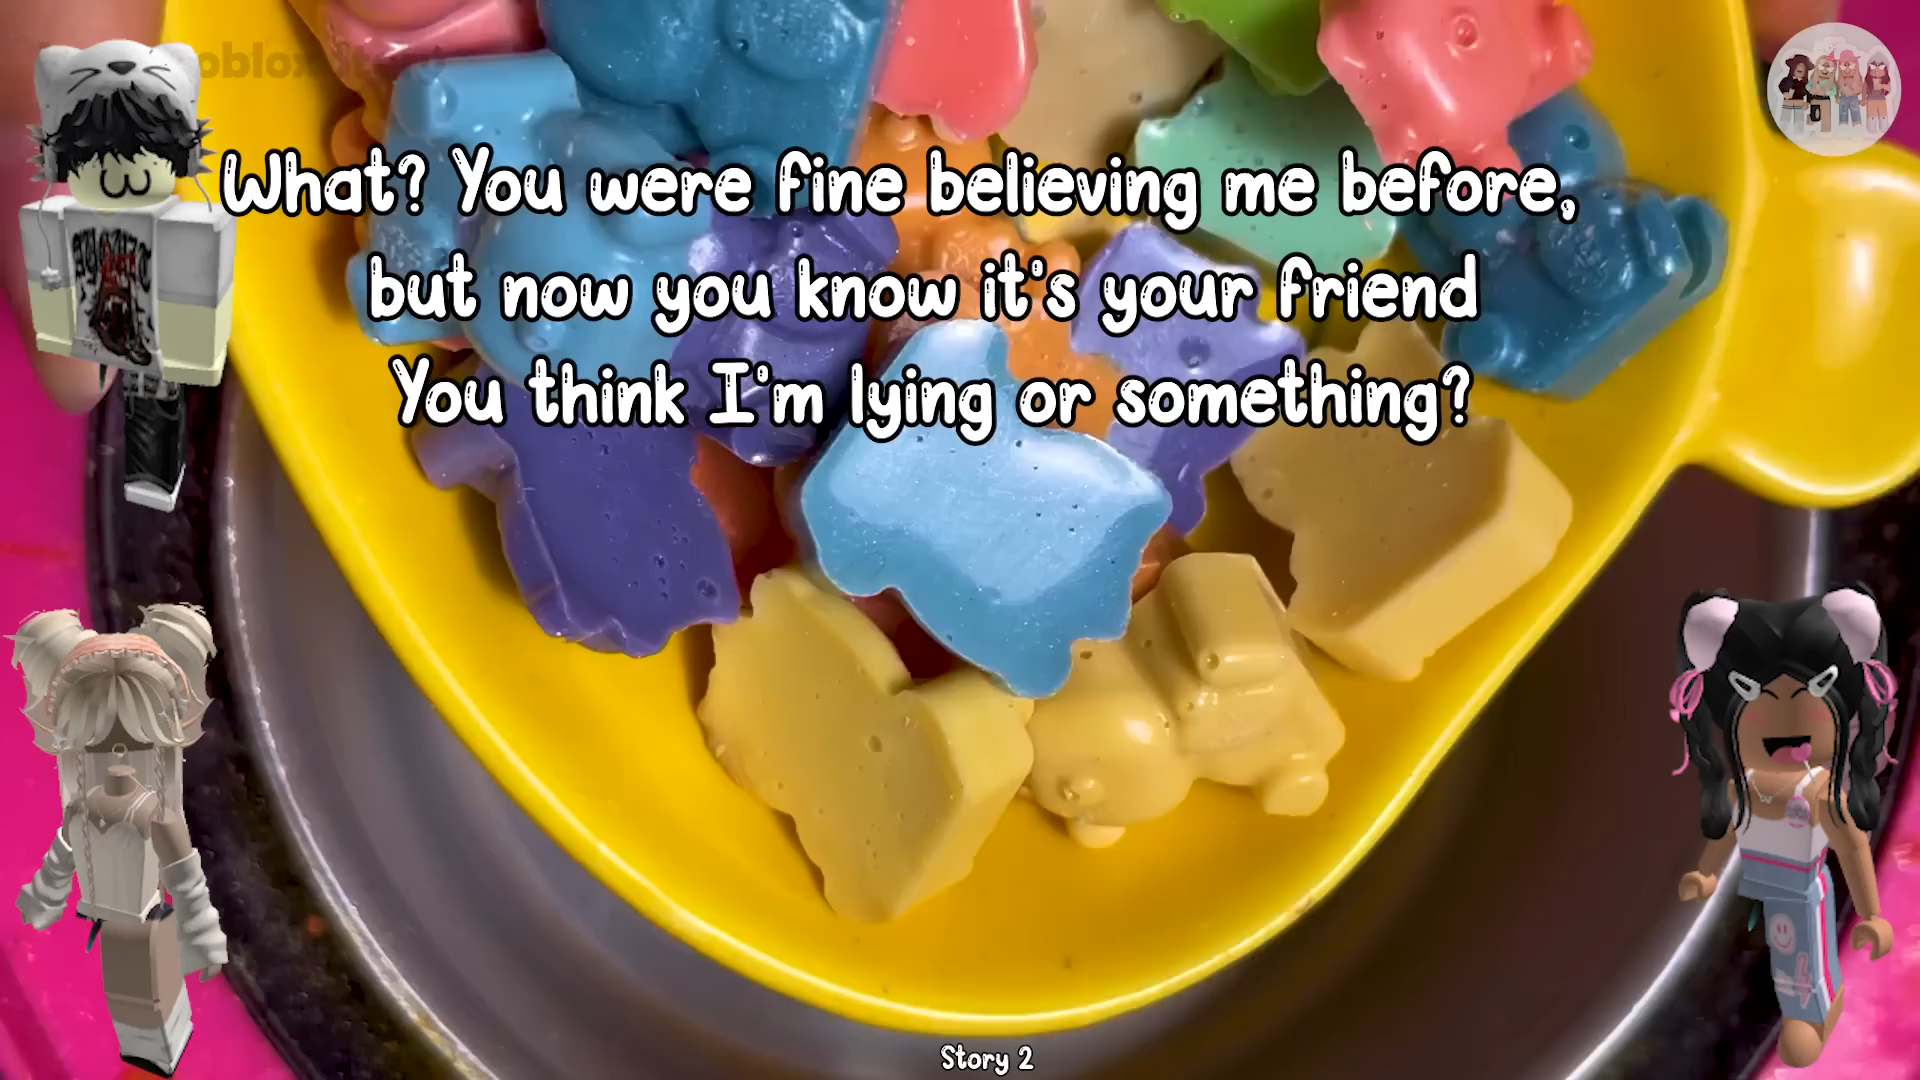 What? You were fine believing me before,
but now you know it's your friend
You think I'm lying or something?
Story 2